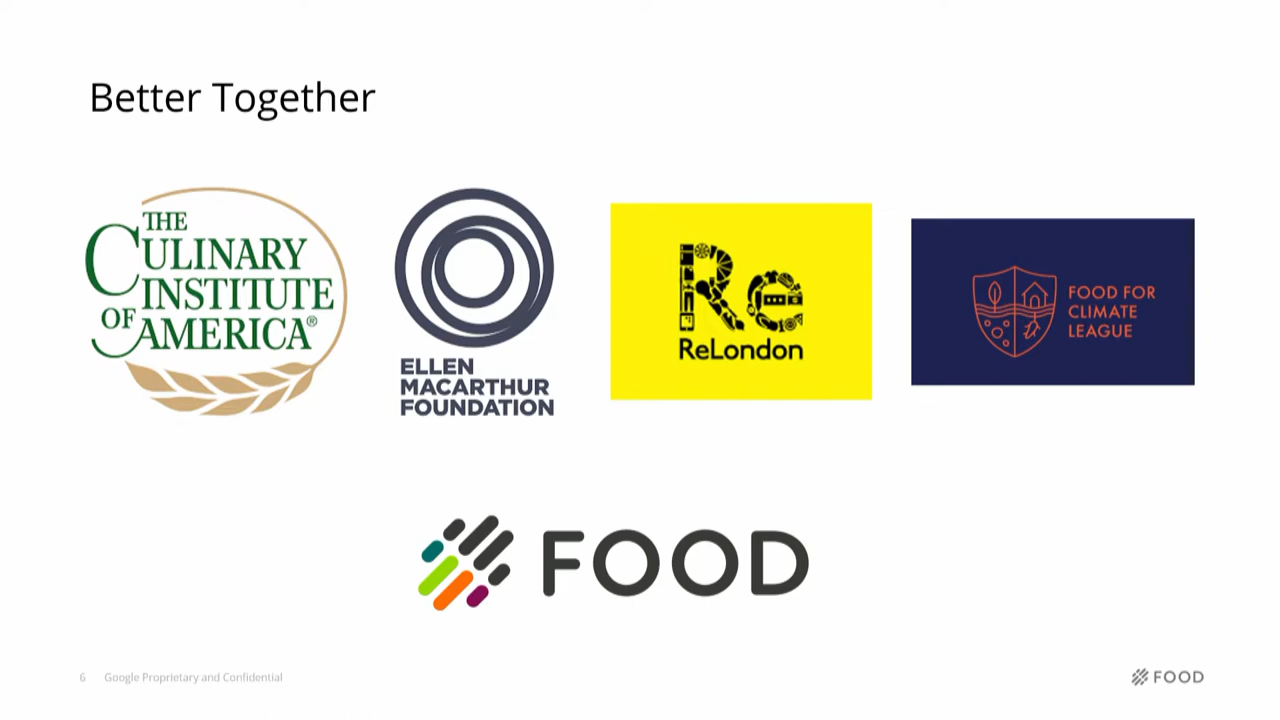 Better Together
THE
CULINARY
INSTITUTE
OF AMERICA®
ELLEN
MACARTHUR
FOUNDATION
Re
ReLondon
FOOD FOR
CLIMATE
LEAGUE
FOOD
6 Google Proprietary and Confidential
FOOD